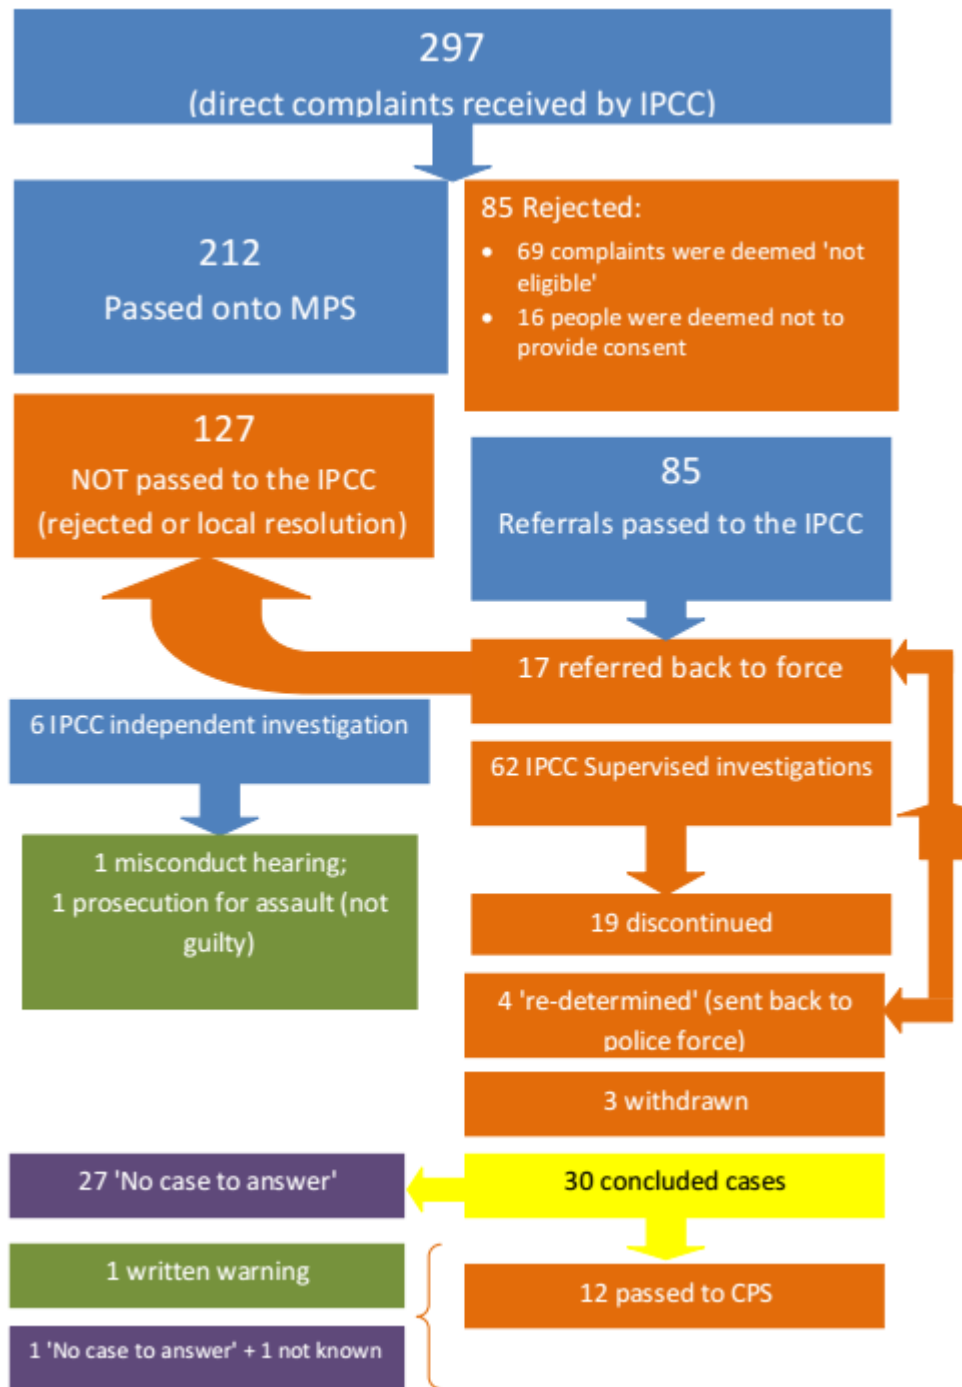 297
(direct complaints received by IPCC)
212
Passed onto MPS
85 Rejected:
• 69 complaints were deemed 'not
eligible'
• 16 people were deemed not to
provide consent
127
NOT passed to the IPCC
(rejected or local resolution)
85
Referrals passed to the IPCC
17 referred back to force
6 IPCC independent investigation
62 IPCC Supervised investigations
1 misconduct hearing;
1 prosecution for assault (not
guilty)
19 discontinued
4 're-determined' (sent back to
police force)
3 withdrawn
27 'No case to answer'
30 concluded cases
1 written warning
12 passed to CPS
1 'No case to answer' + 1 not known